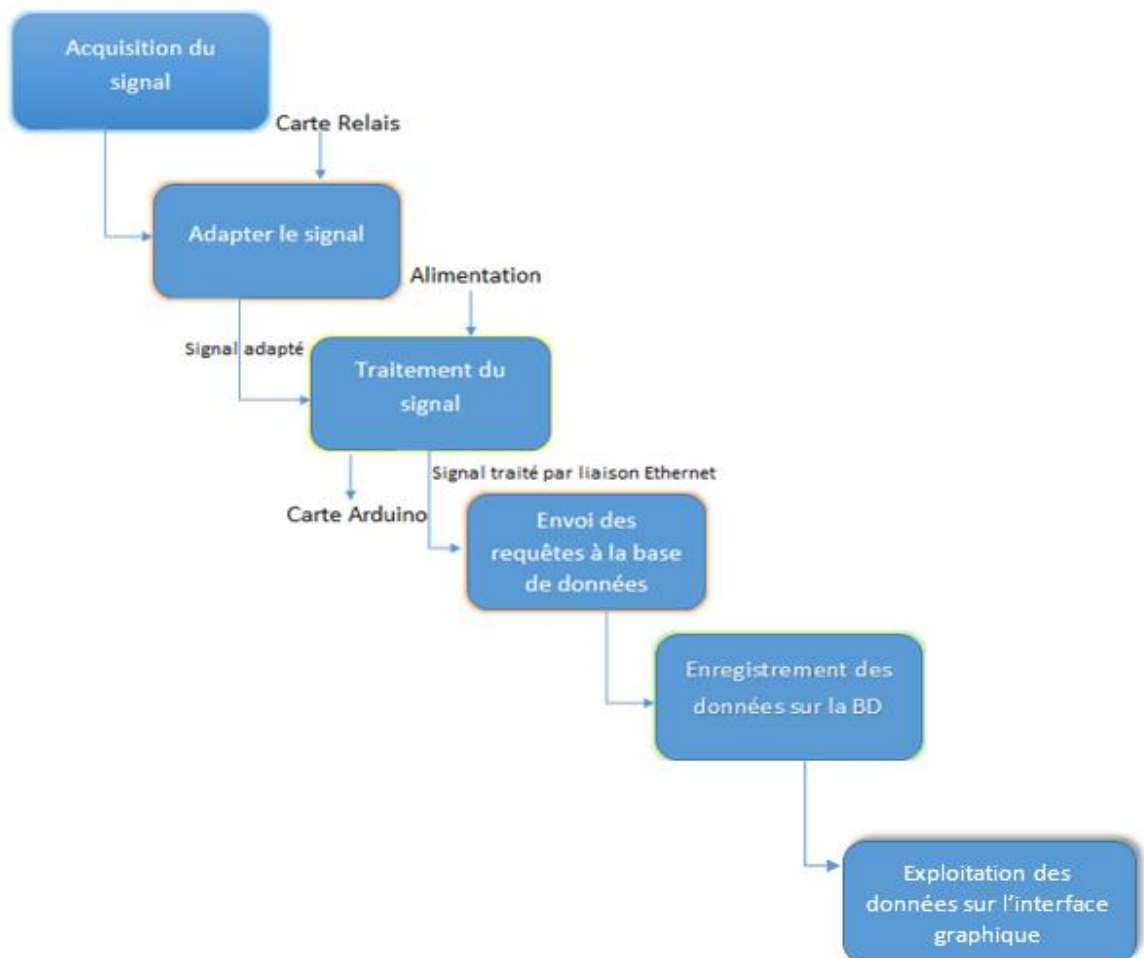 Acquisition du
signal
Carte Relais
Adapter le signal
Alimentation
Signal adapté
Traitement du
signal
Signal traité par liaison Ethernet
Carte Arduino
Envoi des
requêtes à la base
de données
Enregistrement des
données sur la BD
Exploitation des
données sur l'interface
graphique